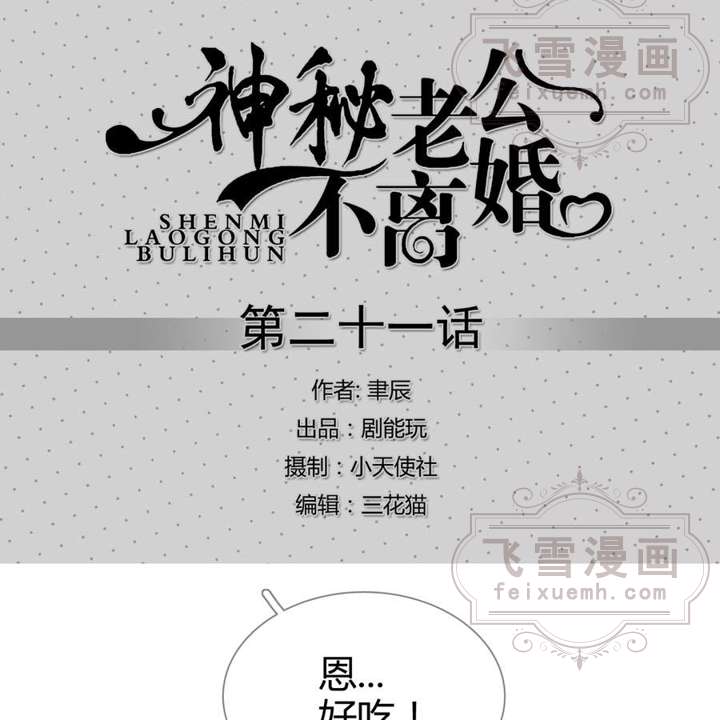 飞雪漫画
feixuemh.com
神秘老公
不离婚
SHENMI
LAOGONG
BULIHUN
第二十一话
作者: 聿辰
出品：剧能玩
摄制：小天使社
编辑：三花猫
飞雪漫画
feixuemh.com
恩...
好吃！